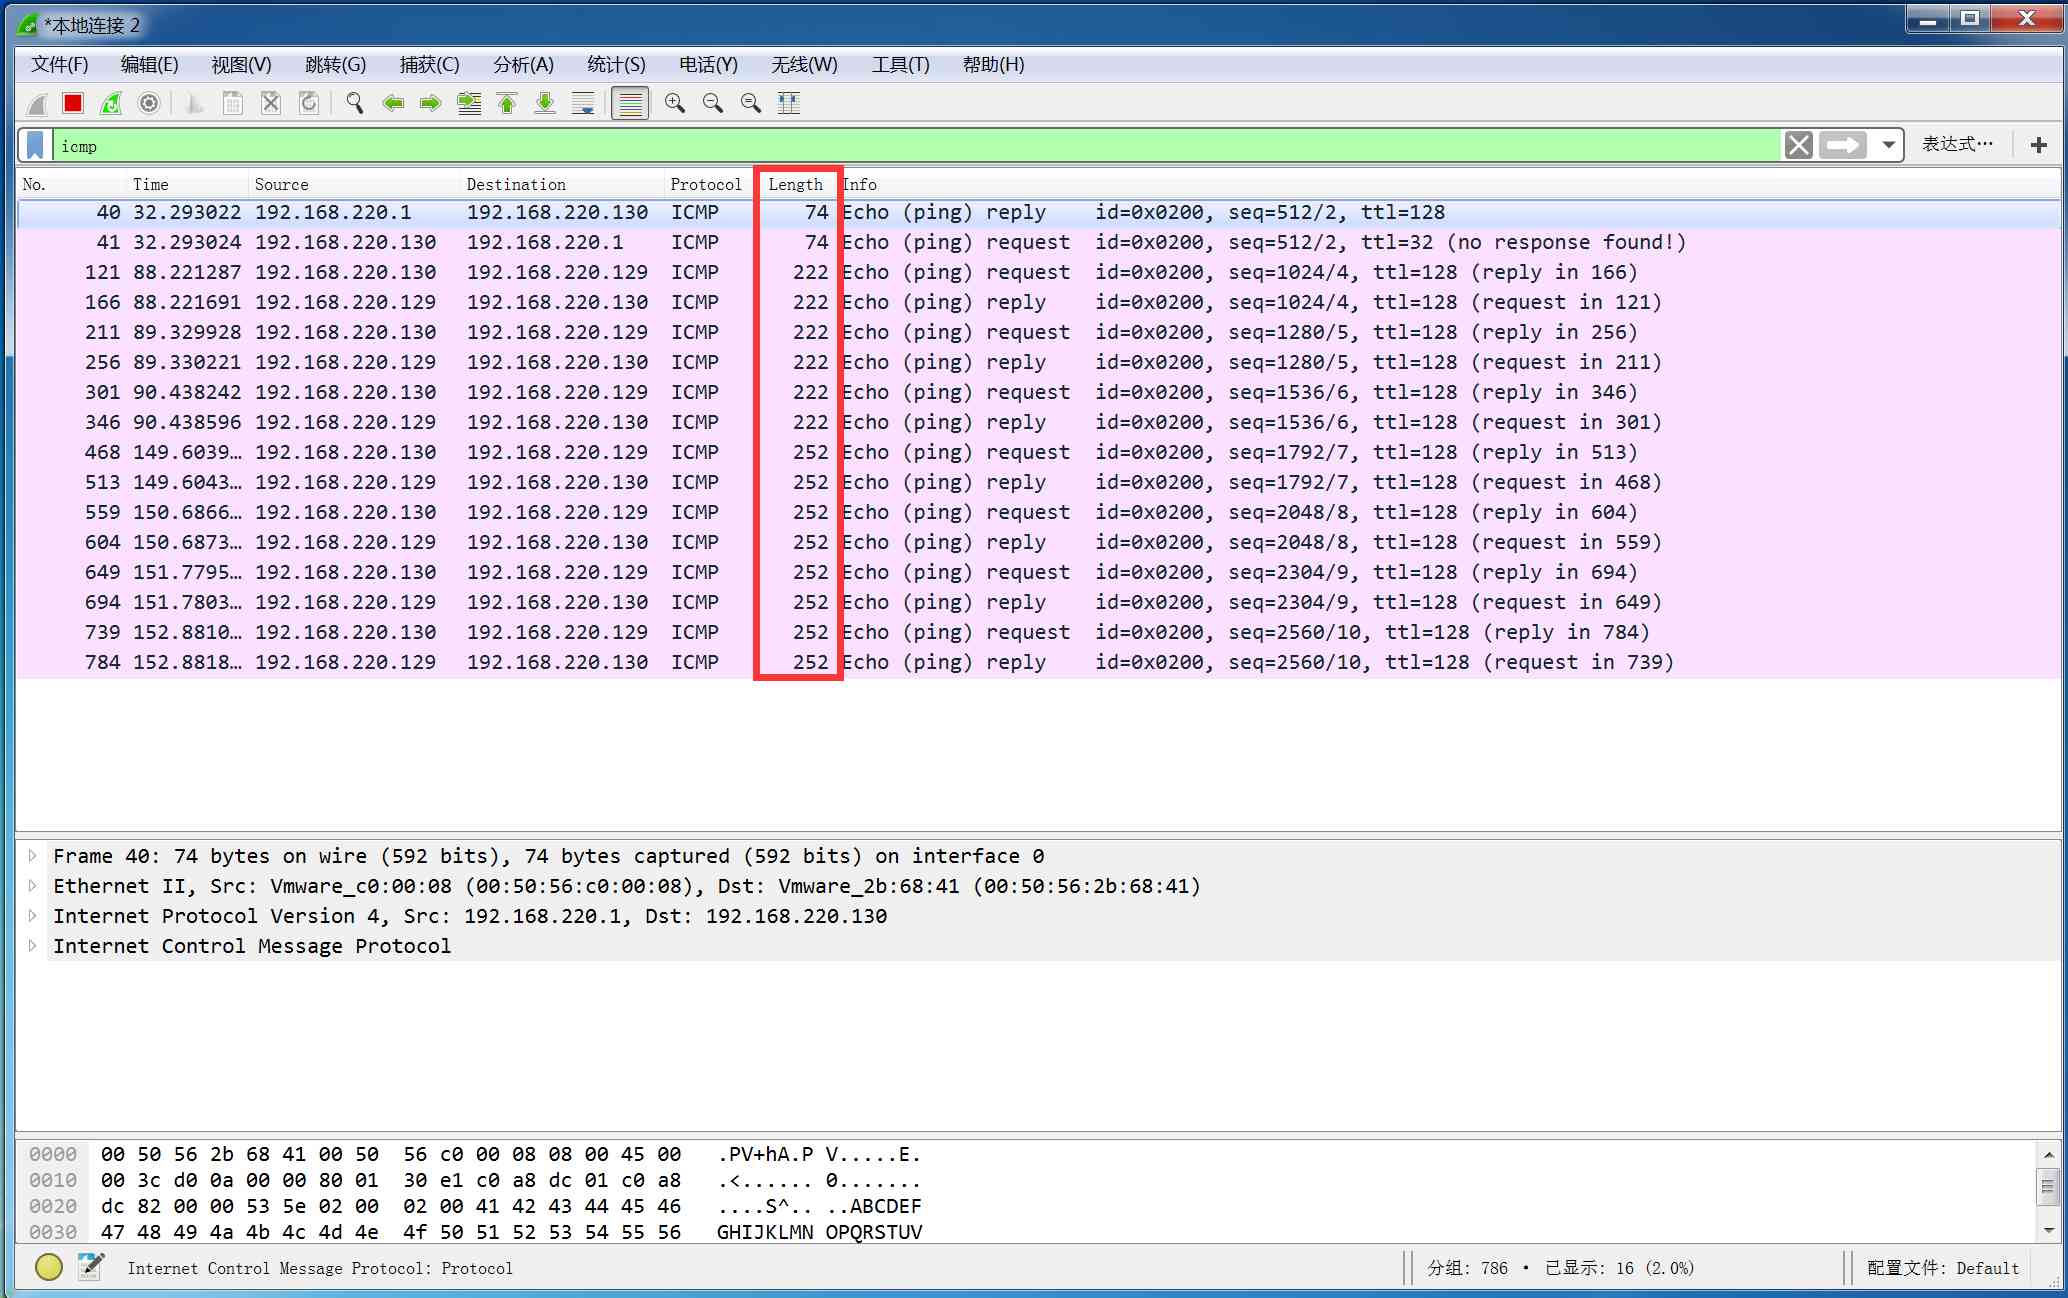 *本地连接 2
文件(F) 编辑(E) 视图(V) 跳转(G) 捕获(C) 分析(A) 统计(S) 电话(Y) 无线(W) 工具(T) 帮助(H)
icmp 表达式…
No. Time Source Destination Protocol Length Info
40 32.293022 192.168.220.1 192.168.220.130 ICMP 74 Echo (ping) reply id=0x0200, seq=512/2, ttl=128
41 32.293024 192.168.220.130 192.168.220.1 ICMP 74 Echo (ping) request id=0x0200, seq=512/2, ttl=32 (no response found!)
121 88.221287 192.168.220.130 192.168.220.129 ICMP 222 Echo (ping) request id=0x0200, seq=1024/4, ttl=128 (reply in 166)
166 88.221691 192.168.220.129 192.168.220.130 ICMP 222 Echo (ping) reply id=0x0200, seq=1024/4, ttl=128 (request in 121)
211 89.329928 192.168.220.130 192.168.220.129 ICMP 222 Echo (ping) request id=0x0200, seq=1280/5, ttl=128 (reply in 256)
256 89.330221 192.168.220.129 192.168.220.130 ICMP 222 Echo (ping) reply id=0x0200, seq=1280/5, ttl=128 (request in 211)
301 90.438242 192.168.220.130 192.168.220.129 ICMP 222 Echo (ping) request id=0x0200, seq=1536/6, ttl=128 (reply in 346)
346 90.438596 192.168.220.129 192.168.220.130 ICMP 222 Echo (ping) reply id=0x0200, seq=1536/6, ttl=128 (request in 301)
468 149.6039… 192.168.220.130 192.168.220.129 ICMP 252 Echo (ping) request id=0x0200, seq=1792/7, ttl=128 (reply in 513)
513 149.6043… 192.168.220.129 192.168.220.130 ICMP 252 Echo (ping) reply id=0x0200, seq=1792/7, ttl=128 (request in 468)
559 150.6866… 192.168.220.130 192.168.220.129 ICMP 252 Echo (ping) request id=0x0200, seq=2048/8, ttl=128 (reply in 604)
604 150.6873… 192.168.220.129 192.168.220.130 ICMP 252 Echo (ping) reply id=0x0200, seq=2048/8, ttl=128 (request in 559)
649 151.7795… 192.168.220.130 192.168.220.129 ICMP 252 Echo (ping) request id=0x0200, seq=2304/9, ttl=128 (reply in 694)
694 151.7803… 192.168.220.129 192.168.220.130 ICMP 252 Echo (ping) reply id=0x0200, seq=2304/9, ttl=128 (request in 649)
739 152.8810… 192.168.220.130 192.168.220.129 ICMP 252 Echo (ping) request id=0x0200, seq=2560/10, ttl=128 (reply in 784)
784 152.8818… 192.168.220.129 192.168.220.130 ICMP 252 Echo (ping) reply id=0x0200, seq=2560/10, ttl=128 (request in 739)
Frame 40: 74 bytes on wire (592 bits), 74 bytes captured (592 bits) on interface 0
Ethernet II, Src: Vmware_c0:00:08 (00:50:56:c0:00:08), Dst: Vmware_2b:68:41 (00:50:56:2b:68:41)
Internet Protocol Version 4, Src: 192.168.220.1, Dst: 192.168.220.130
Internet Control Message Protocol
0000 00 50 56 2b 68 41 00 50 56 c0 00 08 08 00 45 00 .PV+hA.P V.....E.
0010 00 3c d0 0a 00 00 80 01 30 e1 c0 a8 dc 01 c0 a8 .<...... 0.......
0020 dc 82 00 00 53 5e 02 00 02 00 41 42 43 44 45 46 ....S^.. ..ABCDEF
0030 47 48 49 4a 4b 4c 4d 4e 4f 50 51 52 53 54 55 56 GHIJKLMN OPQRSTUV
Internet Control Message Protocol: Protocol 分组: 786 · 已显示: 16 (2.0%) 配置文件: Default